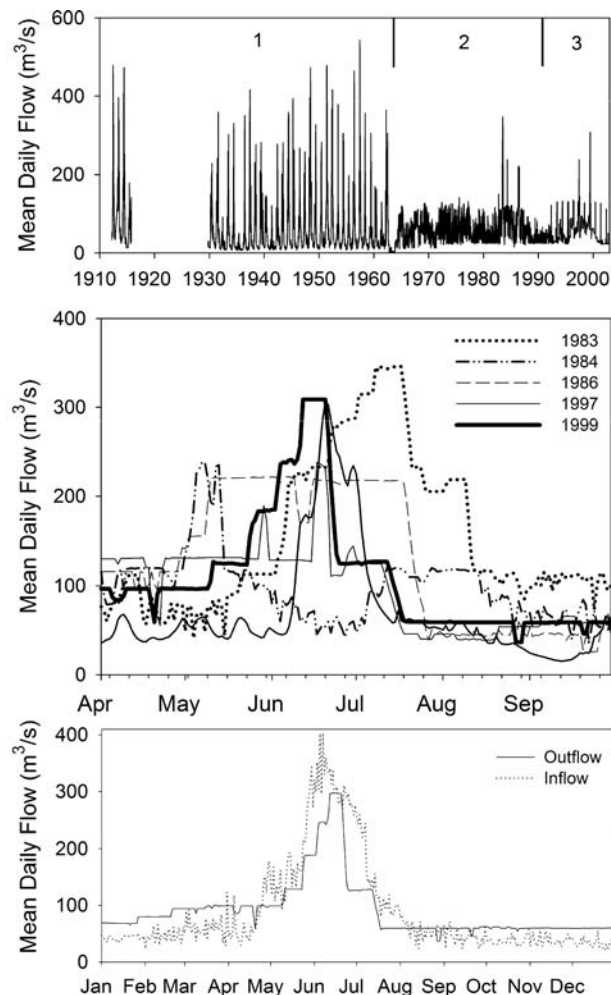 600
400
200
0
Mean Daily Flow (m³/s)
1
2
3
1910 1920 1930 1940 1950 1960 1970 1980 1990 2000
400
300
200
100
0
Mean Daily Flow (m³/s)
1983
1984
1986
1997
1999
Apr May Jun Jul Aug Sep
400
300
200
100
0
Mean Daily Flow (m³/s)
Outflow
Inflow
Jan Feb Mar Apr May Jun Jul Aug Sep Oct Nov Dec